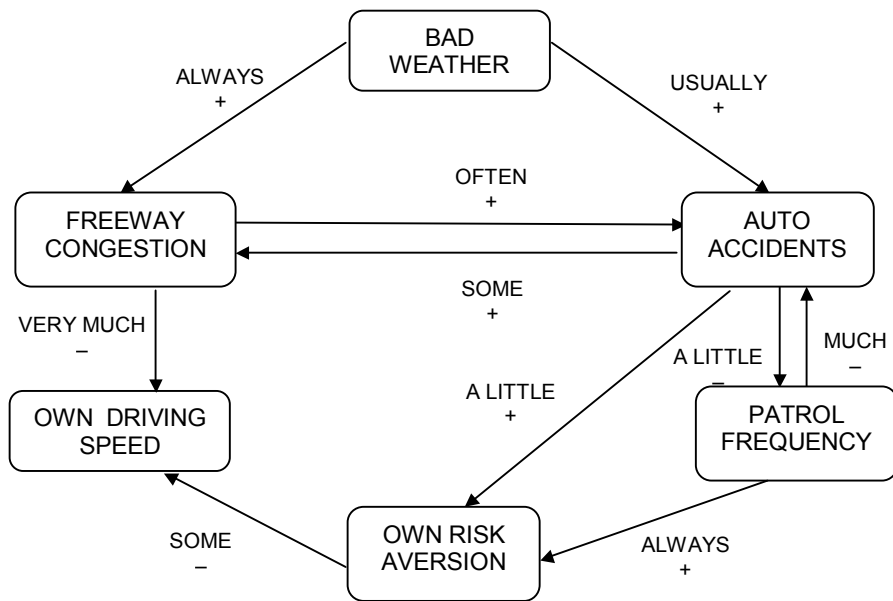 BAD
WEATHER
ALWAYS
+
USUALLY
+
FREEWAY
CONGESTION
OFTEN
+
AUTO
ACCIDENTS
SOME
+
VERY MUCH
–
A LITTLE
–
MUCH
–
A LITTLE
+
OWN DRIVING
SPEED
PATROL
FREQUENCY
SOME
–
OWN RISK
AVERSION
ALWAYS
+